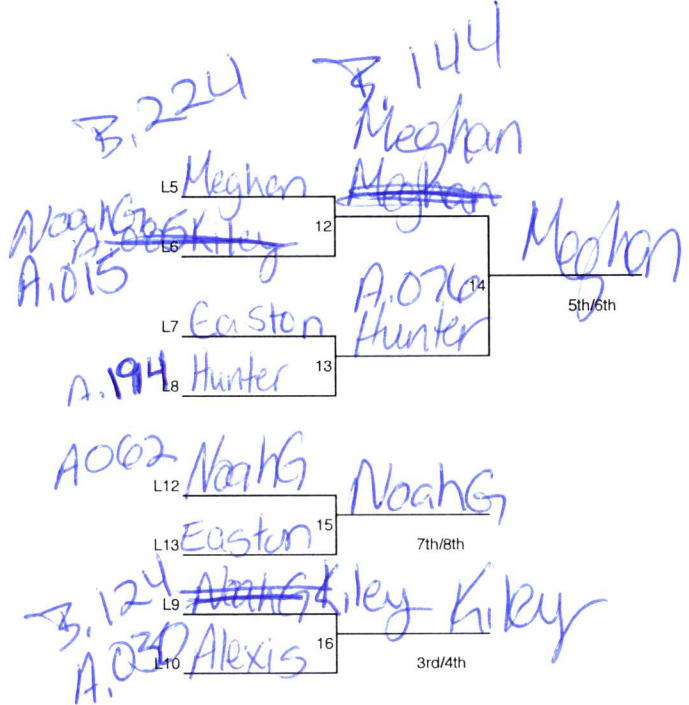 B.224
B.144
Meghan
L5 Meghan
Meghan
12
NoahG
Kiley
L6
A.015
Meghan
14
5th/6th
A.076
Hunter
L7 Easton
13
A.194
L8 Hunter
A062
L12 NoahG
NoahG
15
7th/8th
L13 Easton
B.124
L9 NoahG Kiley
Kiley
16
3rd/4th
L10 Alexis